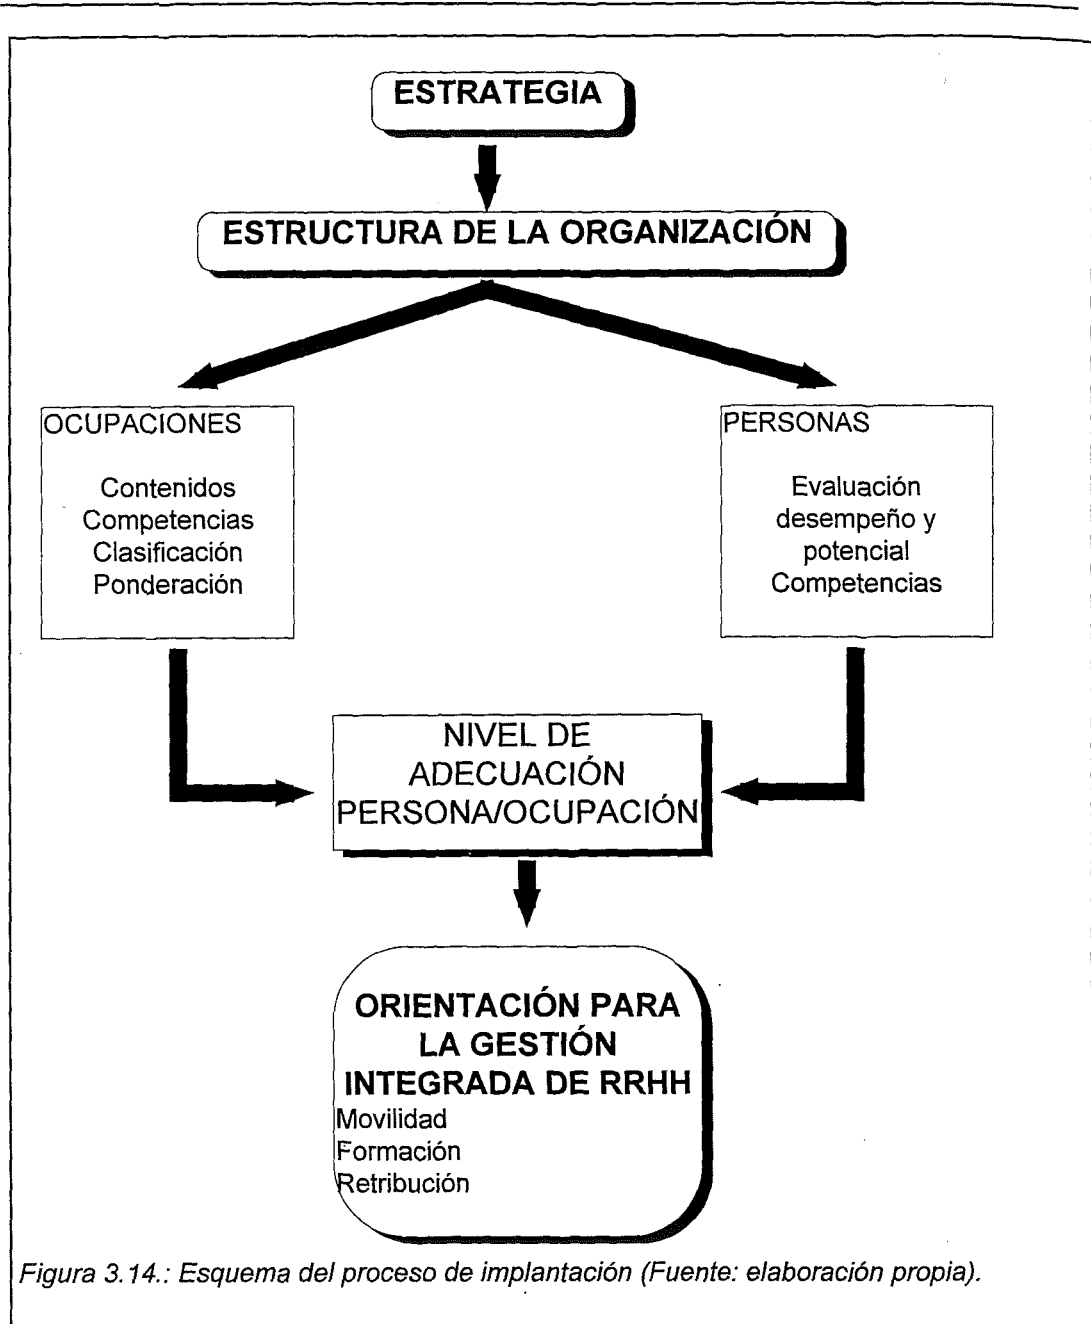 ESTRATEGIA
ESTRUCTURA DE LA ORGANIZACIÓN
OCUPACIONES
Contenidos
Competencias
Clasificación
Ponderación
PERSONAS
Evaluación
desempeño y
potencial
Competencias
NIVEL DE
ADECUACIÓN
PERSONA/OCUPACIÓN
ORIENTACIÓN PARA
LA GESTIÓN
INTEGRADA DE RRHH
Movilidad
Formación
Retribución
Figura 3.14.: Esquema del proceso de implantación (Fuente: elaboración propia).